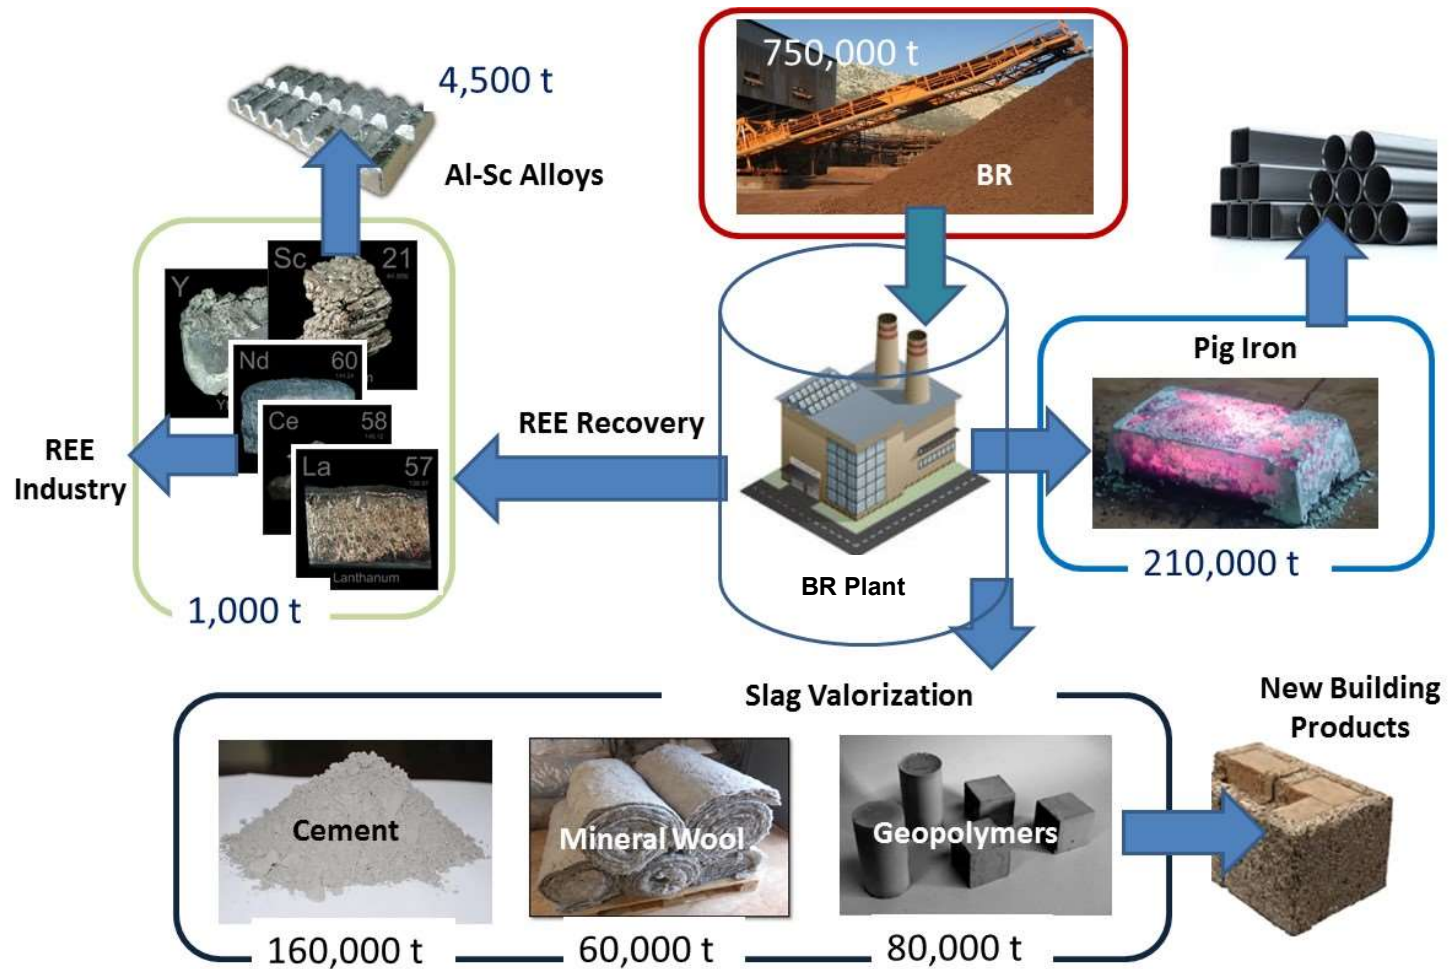 750,000 t
BR
4,500 t
Al-Sc Alloys
Y
Sc 21
Nd 60
Ce 58
La 57
Lanthanum
1,000 t
REE
Industry
REE Recovery
BR Plant
Pig Iron
210,000 t
Slag Valorization
Cement
Mineral Wool
Geopolymers
160,000 t
60,000 t
80,000 t
New Building
Products